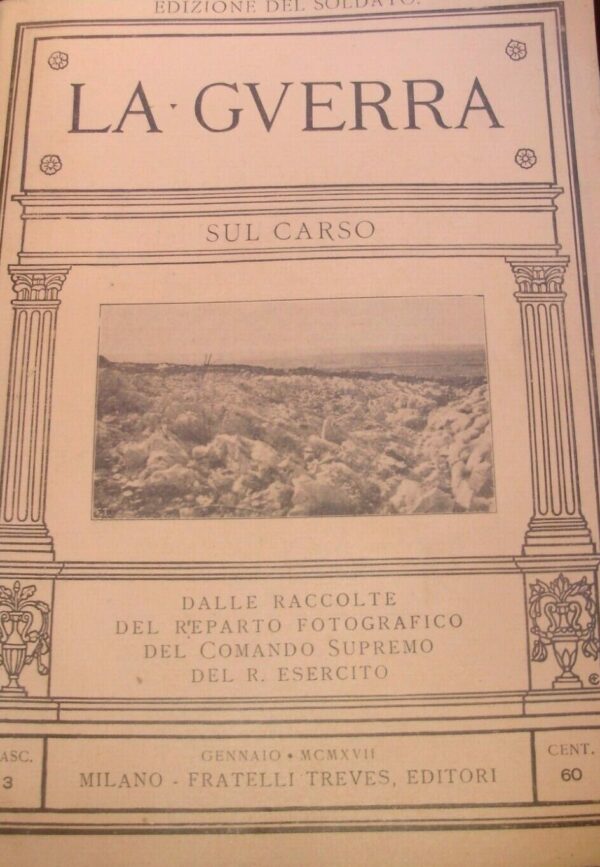 EDIZIONE DEL SOLDATO.
LA · GVERRA
SUL CARSO
DALLE RACCOLTE
DEL REPARTO FOTOGRAFICO
DEL COMANDO SUPREMO
DEL R. ESERCITO
ASC.
3
GENNAIO • MCMXVII
MILANO - FRATELLI TREVES, EDITORI
CENT.
60